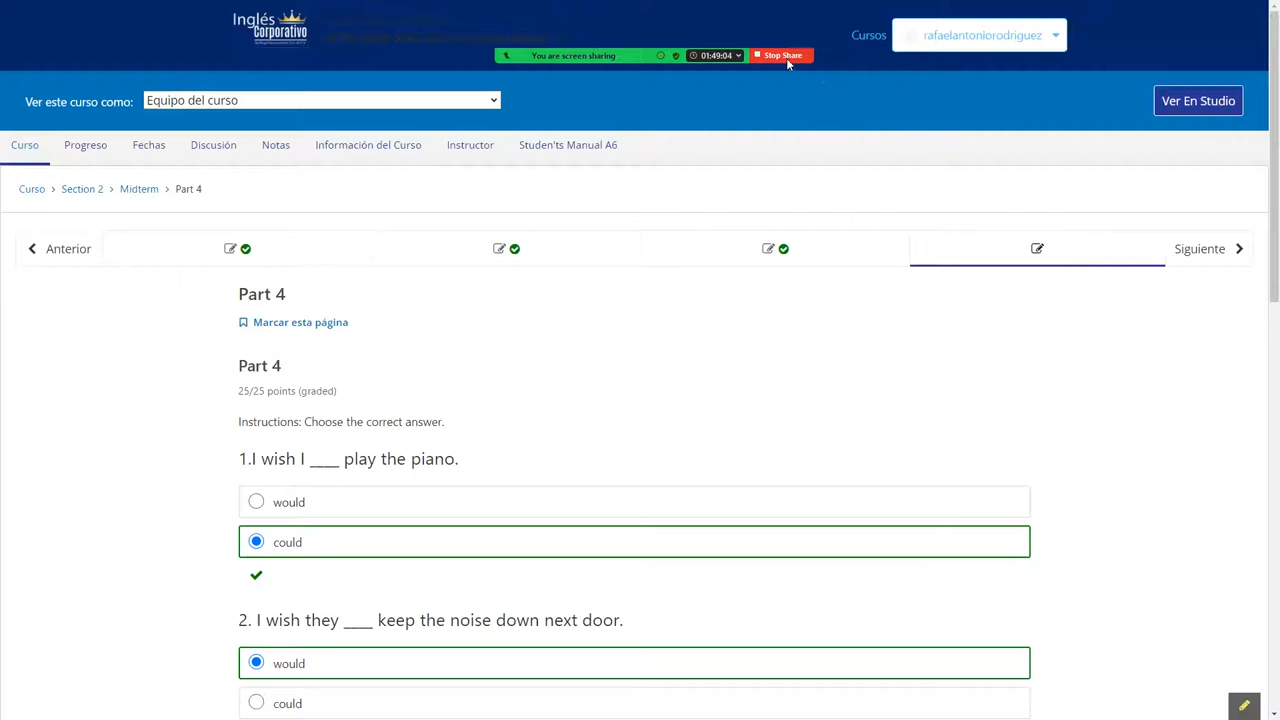 Inglés
Corporativo
Cursos
rafaelantoniorodriguez
You are screen sharing
01:49:04
Stop Share
Ver este curso como:
Equipo del curso
Ver En Studio
Curso
Progreso
Fechas
Discusión
Notas
Información del Curso
Instructor
Studen'ts Manual A6
Curso > Section 2 > Midterm > Part 4
Anterior
Siguiente
Part 4
Marcar esta página
Part 4
25/25 points (graded)
Instructions: Choose the correct answer.
1.I wish I ____ play the piano.
would
could
2. I wish they ____ keep the noise down next door.
would
could